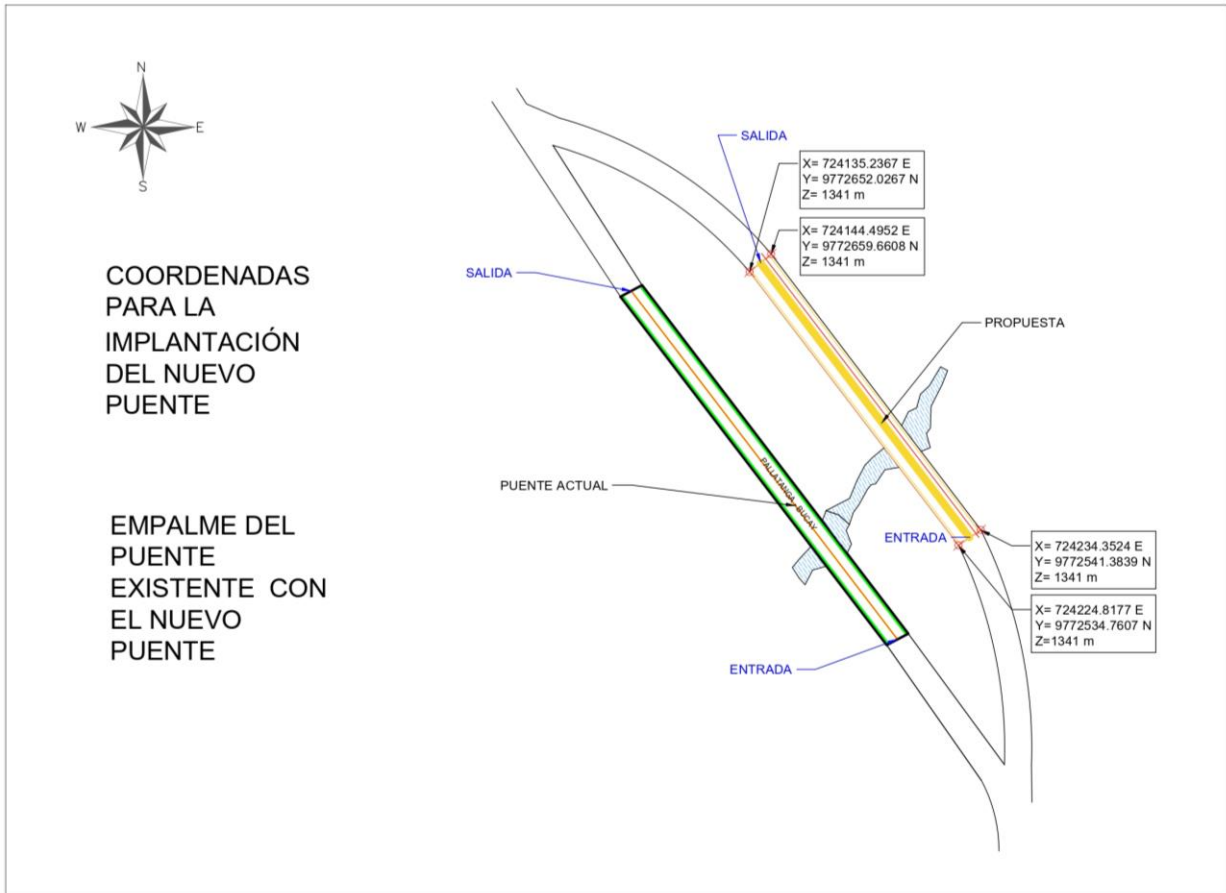 N
W
E
S
COORDENADAS
PARA LA
IMPLANTACIÓN
DEL NUEVO
PUENTE
EMPALME DEL
PUENTE
EXISTENTE CON
EL NUEVO
PUENTE
SALIDA
X= 724135.2367 E
Y= 9772652.0267 N
Z= 1341 m
X= 724144.4952 E
Y= 9772659.6608 N
Z= 1341 m
SALIDA
PROPUESTA
PUENTE ACTUAL
PALLATANGA - BUCAY
ENTRADA
X= 724234.3524 E
Y= 9772541.3839 N
Z= 1341 m
X= 724224.8177 E
Y= 9772534.7607 N
Z=1341 m
ENTRADA